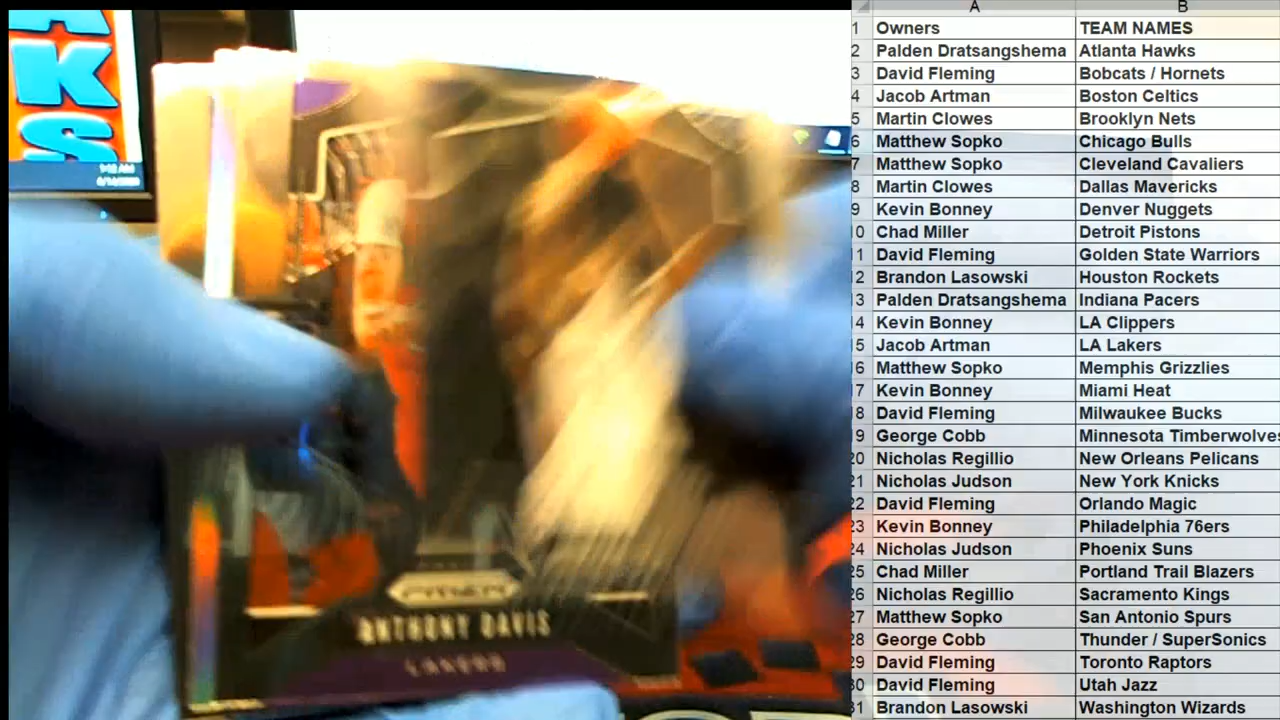 A B
1 Owners TEAM NAMES
2 Palden Dratsangshema Atlanta Hawks
3 David Fleming Bobcats / Hornets
4 Jacob Artman Boston Celtics
5 Martin Clowes Brooklyn Nets
6 Matthew Sopko Chicago Bulls
7 Matthew Sopko Cleveland Cavaliers
8 Martin Clowes Dallas Mavericks
9 Kevin Bonney Denver Nuggets
10 Chad Miller Detroit Pistons
11 David Fleming Golden State Warriors
12 Brandon Lasowski Houston Rockets
13 Palden Dratsangshema Indiana Pacers
14 Kevin Bonney LA Clippers
15 Jacob Artman LA Lakers
16 Matthew Sopko Memphis Grizzlies
17 Kevin Bonney Miami Heat
18 David Fleming Milwaukee Bucks
19 George Cobb Minnesota Timberwolves
20 Nicholas Regillio New Orleans Pelicans
21 Nicholas Judson New York Knicks
22 David Fleming Orlando Magic
23 Kevin Bonney Philadelphia 76ers
24 Nicholas Judson Phoenix Suns
25 Chad Miller Portland Trail Blazers
26 Nicholas Regillio Sacramento Kings
27 Matthew Sopko San Antonio Spurs
28 George Cobb Thunder / SuperSonics
29 David Fleming Toronto Raptors
30 David Fleming Utah Jazz
31 Brandon Lasowski Washington Wizards
KS
PRIZM
ANTHONY DAVIS
LAKERS